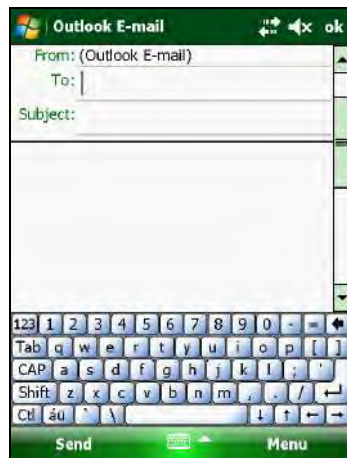 Outlook E-mail ok
From: (Outlook E-mail)
To:
Subject:
123 1 2 3 4 5 6 7 8 9 0 - =
Tab q w e r t y u i o p [ ]
CAP a s d f g h j k l ; '
Shift z x c v b n m , . /
Ctl áü ` \
Send Menu